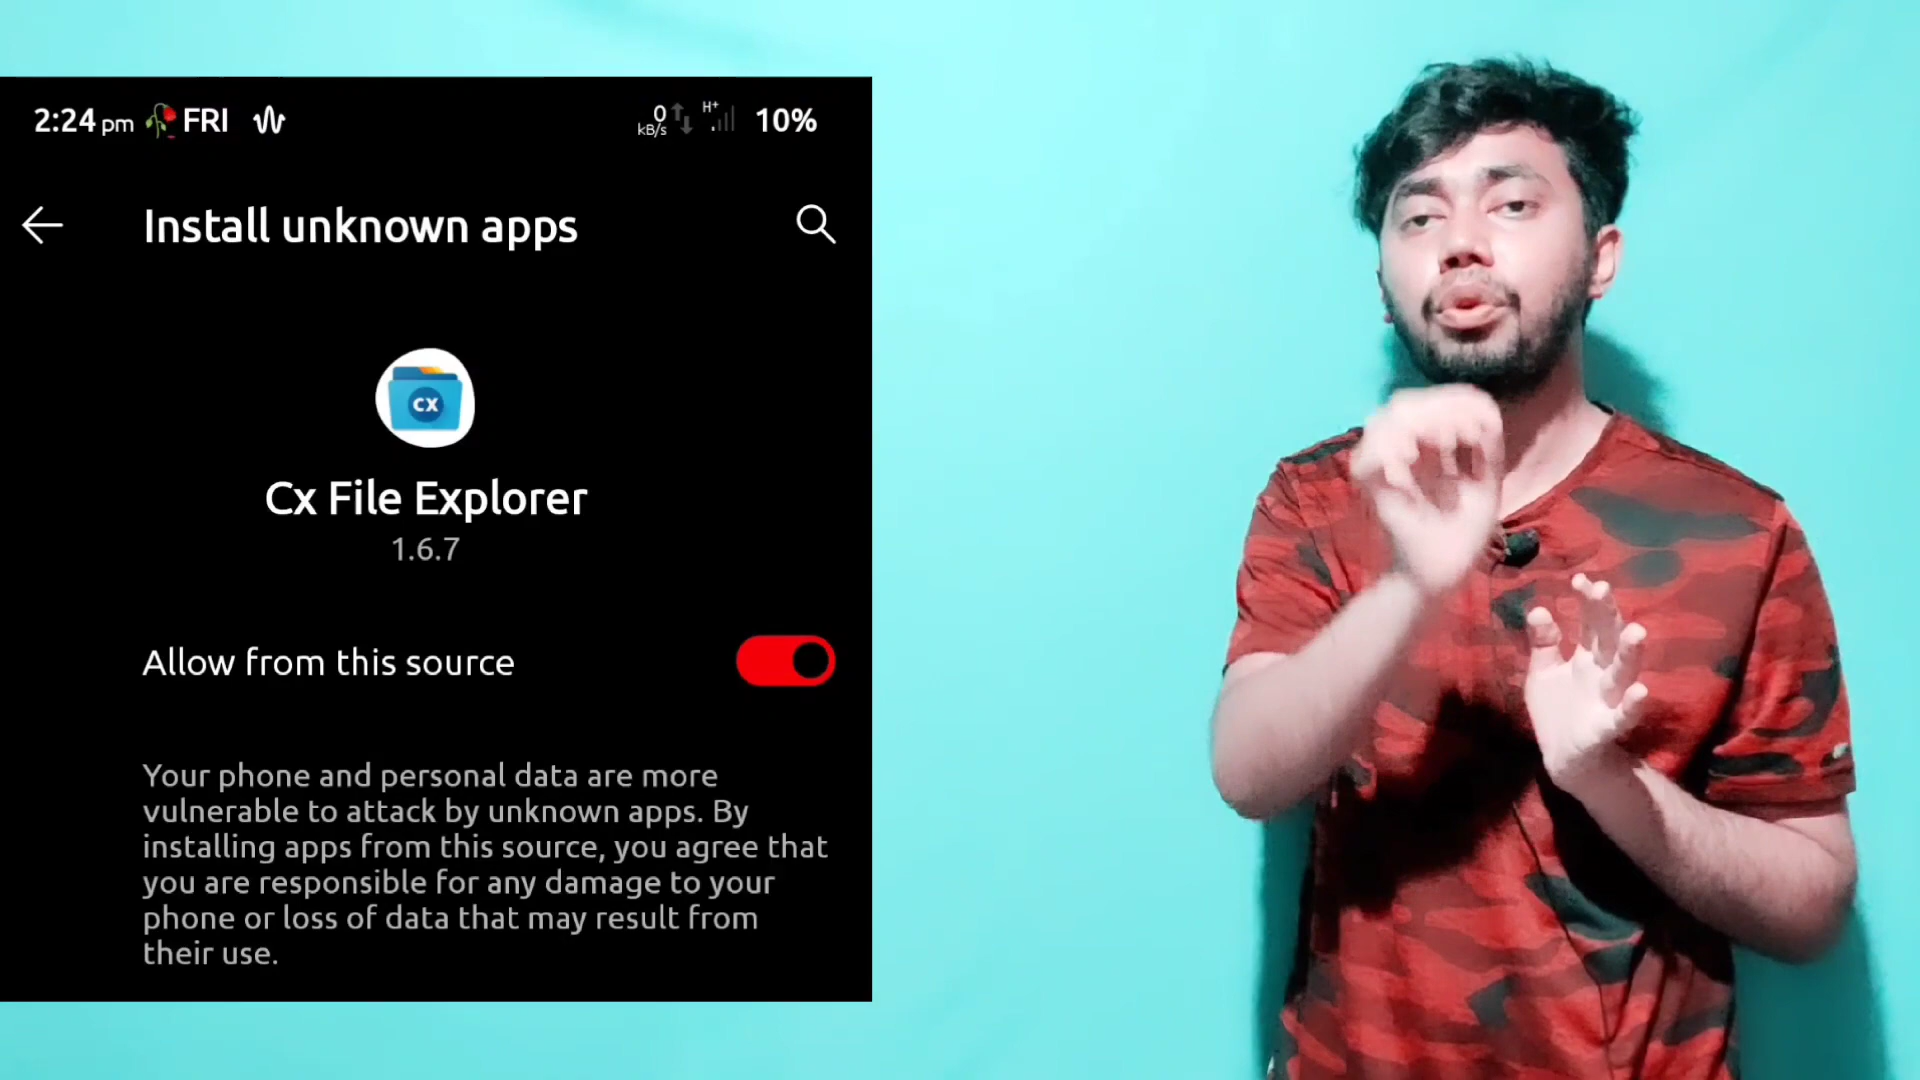 2:24 pm 🥀 FRI 0 kB/s H+ 10%
Install unknown apps
CX
Cx File Explorer
1.6.7
Allow from this source
Your phone and personal data are more
vulnerable to attack by unknown apps. By
installing apps from this source, you agree that
you are responsible for any damage to your
phone or loss of data that may result from
their use.